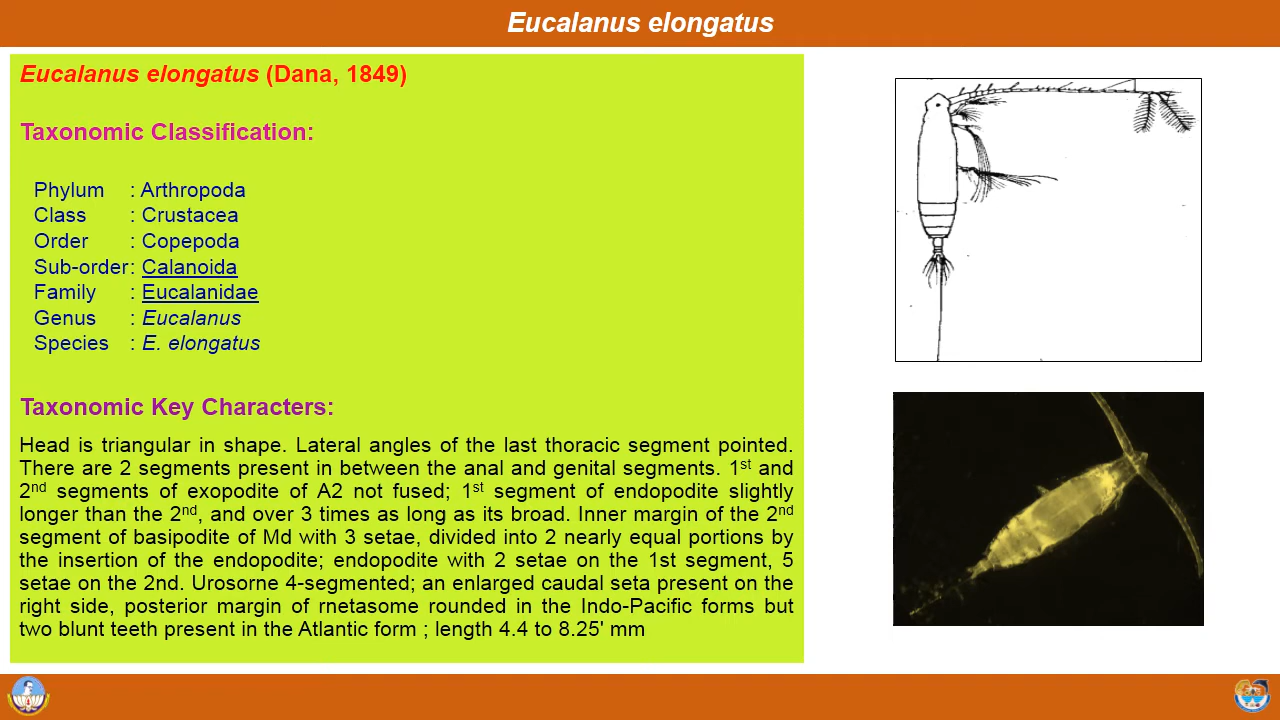 Eucalanus elongatus
Eucalanus elongatus (Dana, 1849)
Taxonomic Classification:
Phylum : Arthropoda
Class : Crustacea
Order : Copepoda
Sub-order : Calanoida
Family : Eucalanidae
Genus : Eucalanus
Species : E. elongatus
Taxonomic Key Characters:
Head is triangular in shape. Lateral angles of the last thoracic segment pointed.
There are 2 segments present in between the anal and genital segments. 1st and
2nd segments of exopodite of A2 not fused; 1st segment of endopodite slightly
longer than the 2nd, and over 3 times as long as its broad. Inner margin of the 2nd
segment of basipodite of Md with 3 setae, divided into 2 nearly equal portions by
the insertion of the endopodite; endopodite with 2 setae on the 1st segment, 5
setae on the 2nd. Urosorne 4-segmented; an enlarged caudal seta present on the
right side, posterior margin of rnetasome rounded in the Indo-Pacific forms but
two blunt teeth present in the Atlantic form ; length 4.4 to 8.25' mm